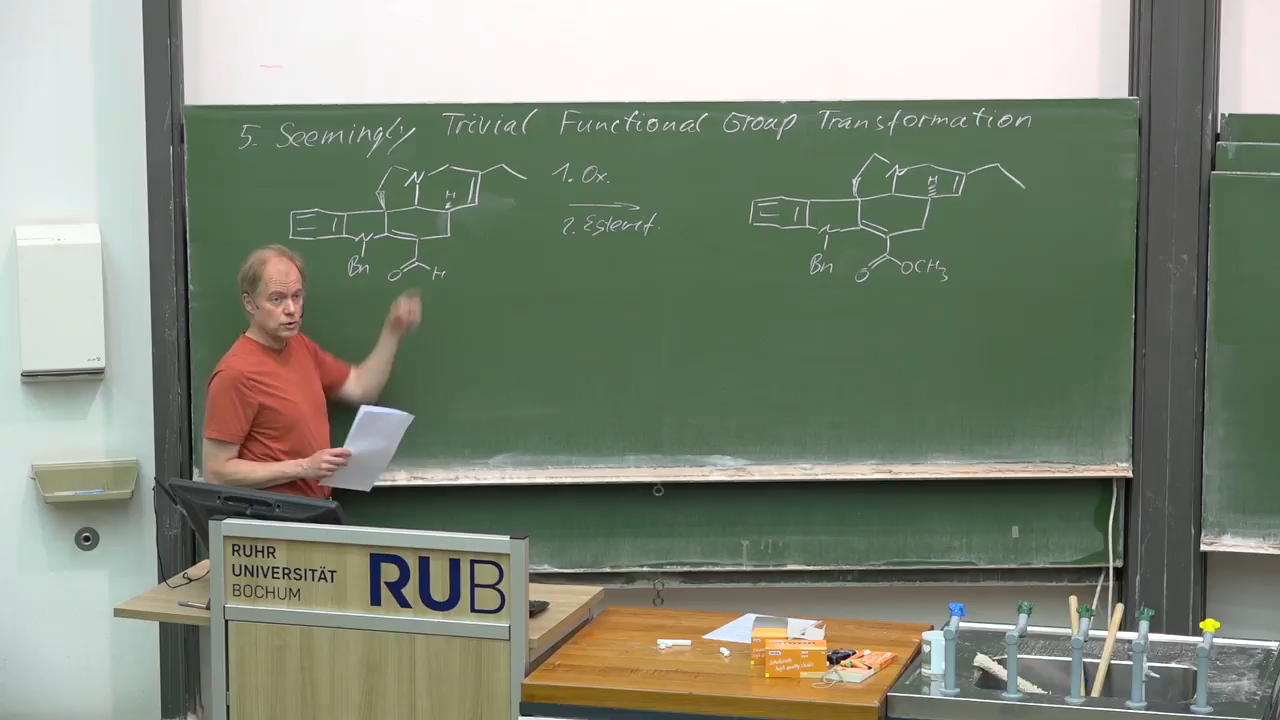 5. Seemingly Trivial Functional Group Transformation
N H 1. Ox. N H
2. Esterif.
N N
Bn O H Bn O OCH3
RUHR
UNIVERSITÄT
BOCHUM
RUB